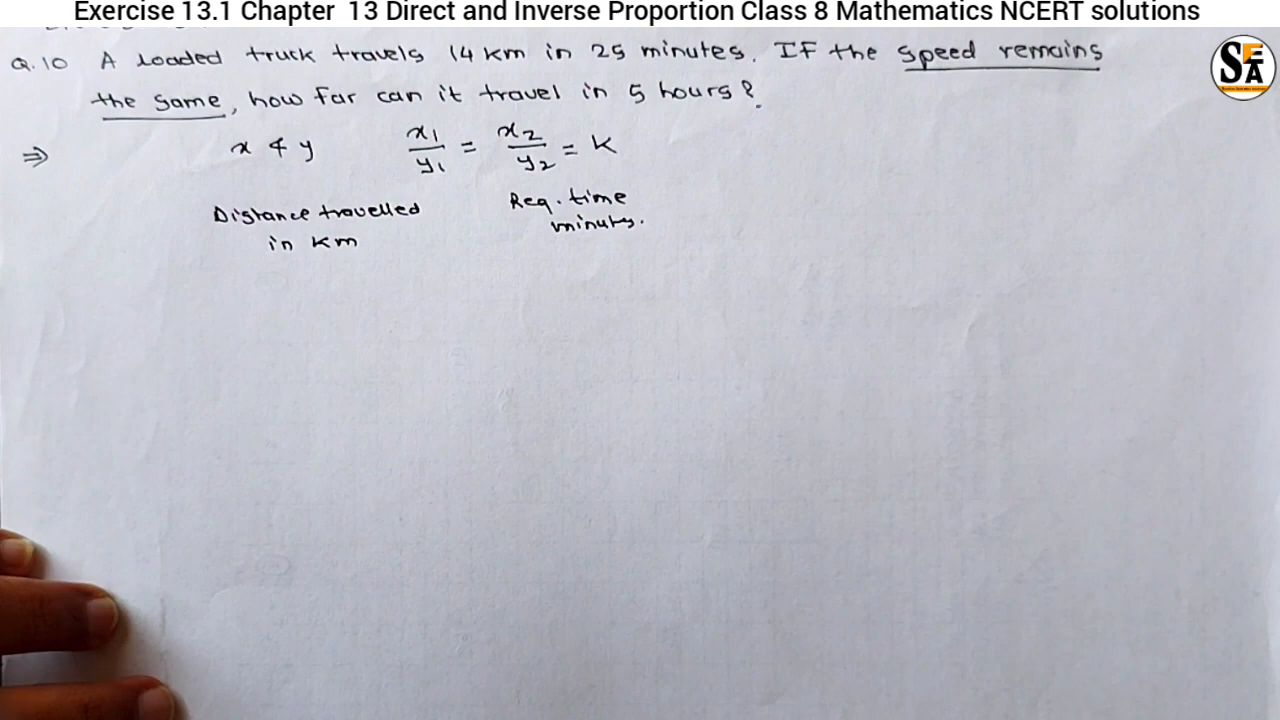 Exercise 13.1 Chapter 13 Direct and Inverse Proportion Class 8 Mathematics NCERT solutions
Q.10 A loaded truck travels 14 km in 25 minutes. If the speed remains
the same, how far can it travel in 5 hours?
⇒ x & y x₁/y₁ = x₂/y₂ = k
Distance travelled Req. time
in km minutes.
SFEA